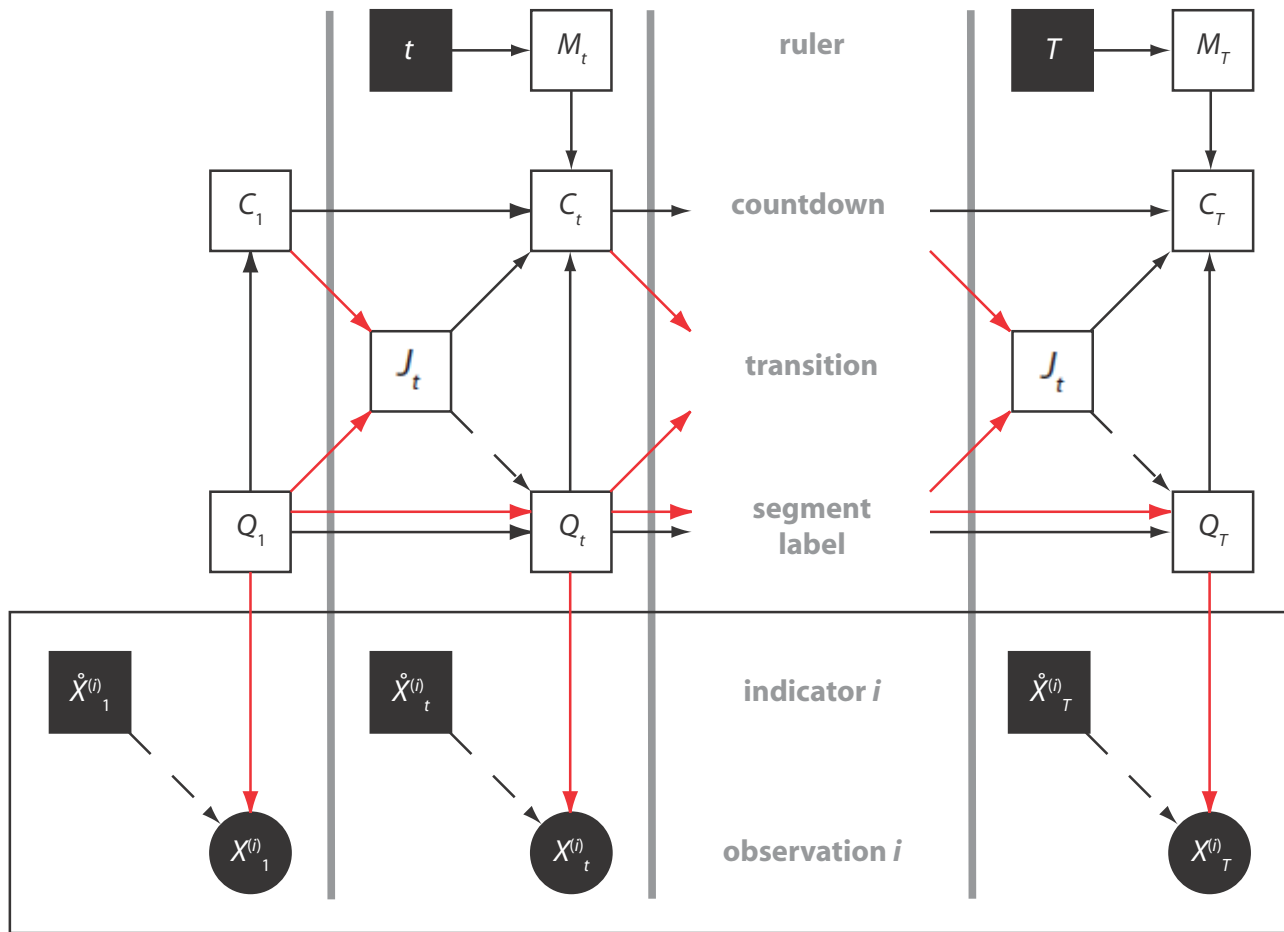 t
M_t
ruler
T
M_T
C_1
C_t
countdown
C_T
J_t
transition
J_t
Q_1
Q_t
segment
label
Q_T
X̊^(i)_1
X̊^(i)_t
indicator i
X̊^(i)_T
X^(i)_1
X^(i)_t
observation i
X^(i)_T